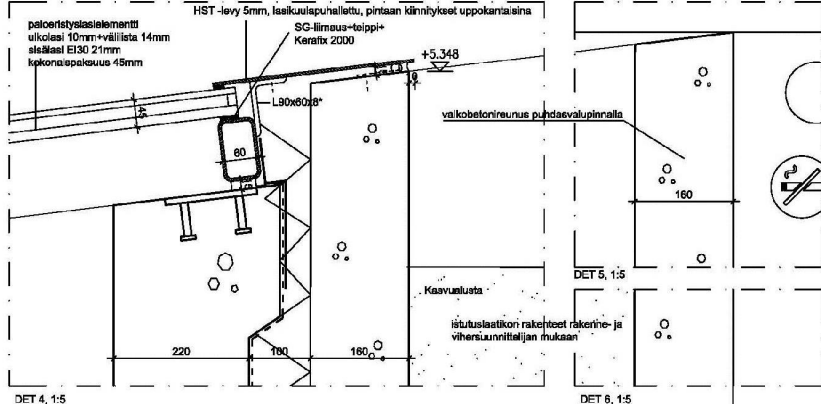 HST -levy 5mm, lasikuulapuhallettu, pintaan kiinnitykset uppokantaisina
paloeristyslasielementti
ulkolasi 10mm+välilista 14mm
sisälasi EI30 21mm
kokonaispaksuus 45mm
SG-liimaus+teippi+
Kerafix 2000
+5.348
45
L90x60x8*
60
valkobetonireunus puhdasvalupinnalla
160
DET 5, 1:5
Kasvualusta
istutuslaatikon rakenteet rakenne- ja
vihersuunnittelijan mukaan
220
100
160
DET 4, 1:5
DET 6, 1:5